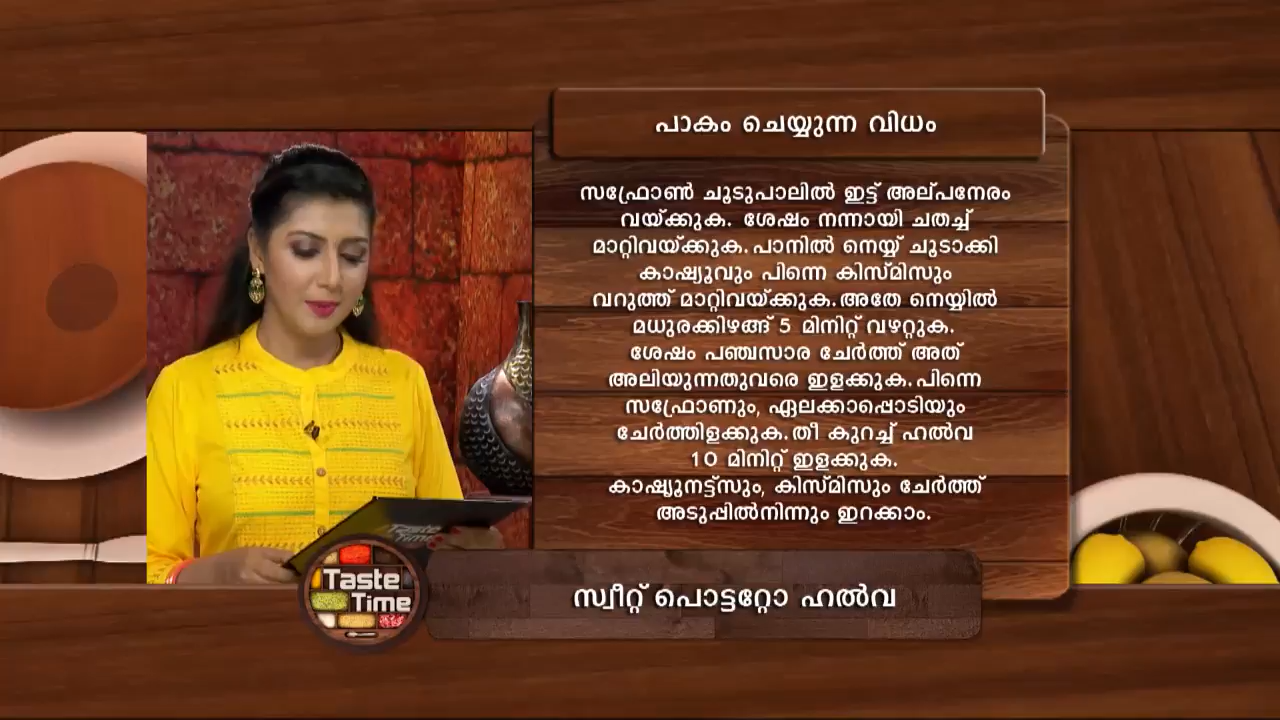 പാകം ചെയ്യുന്ന വിധം
സഫ്രോൺ ചൂടുപാലിൽ ഇട്ട് അല്പനേരം
വയ്ക്കുക. ശേഷം നന്നായി ചതച്ച്
മാറ്റിവയ്ക്കുക. പാനിൽ നെയ്യ് ചൂടാക്കി
കാഷ്യൂവും പിന്നെ കിസ്മിസും
വറുത്ത് മാറ്റിവയ്ക്കുക. അതേ നെയ്യിൽ
മധുരക്കിഴങ്ങ് 5 മിനിറ്റ് വഴറ്റുക.
ശേഷം പഞ്ചസാര ചേർത്ത് അത്
അലിയുന്നതുവരെ ഇളക്കുക. പിന്നെ
സഫ്രോണും, ഏലക്കാപ്പൊടിയും
ചേർത്തിളക്കുക. തീ കുറച്ച് ഹൽവ
10 മിനിറ്റ് ഇളക്കുക.
കാഷ്യൂനട്ട്സും, കിസ്മിസും ചേർത്ത്
അടുപ്പിൽനിന്നും ഇറക്കാം.
Taste
Time
Taste
Time
സ്വീറ്റ് പൊട്ടറ്റോ ഹൽവ